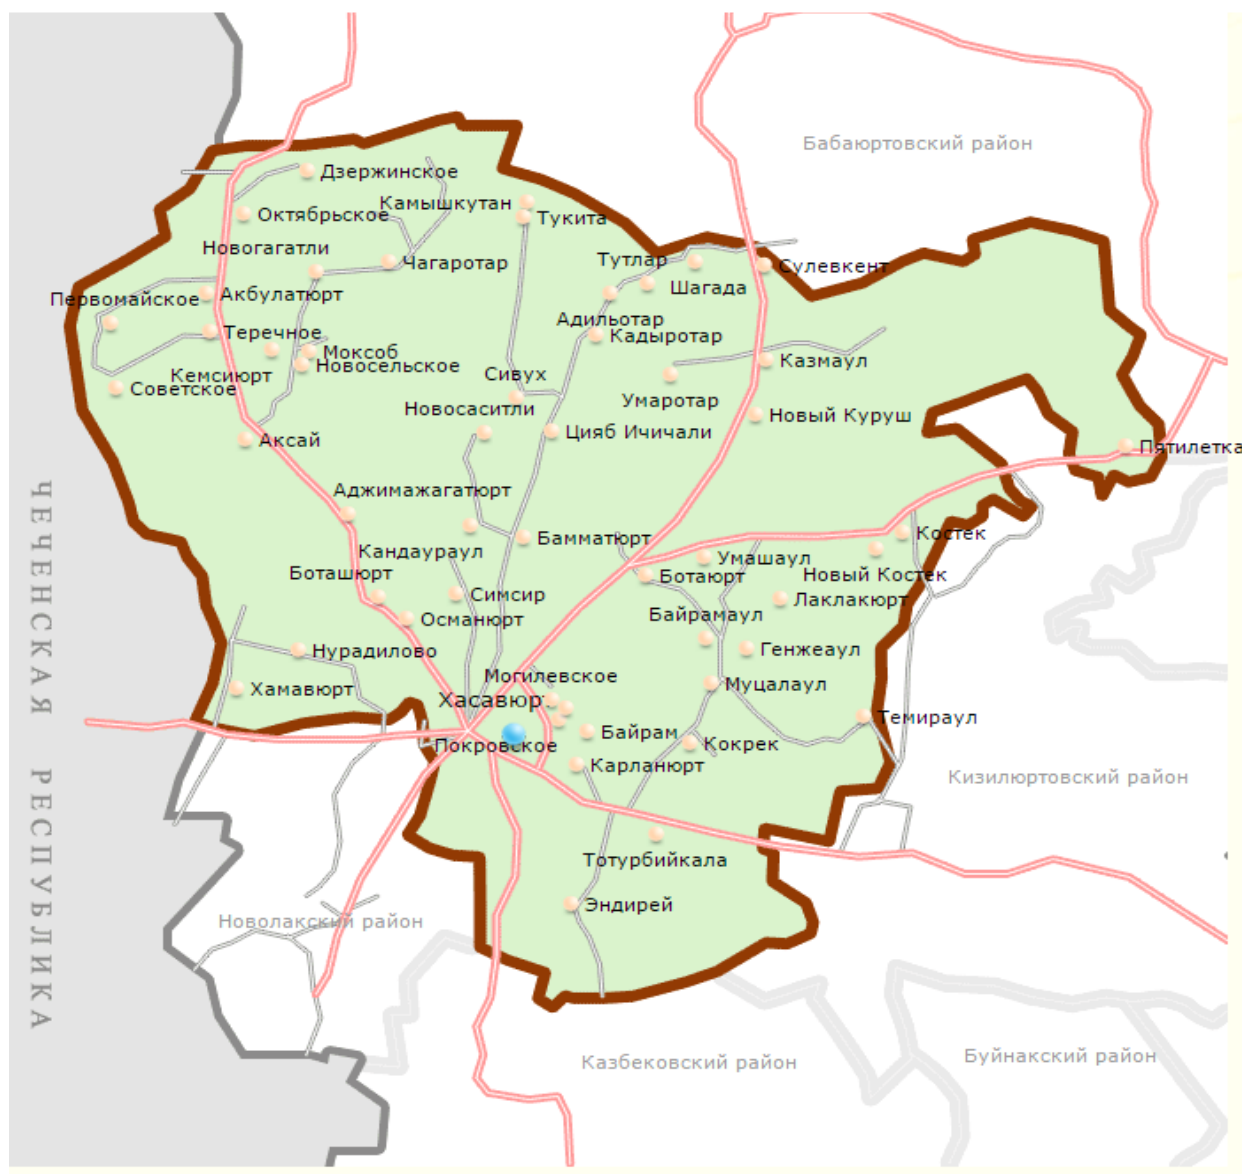 Бабаюртовский район
Дзержинское
Камышкутан
Октябрьское
Тукита
Новогагатли
Чагаротар
Тутлар
Сулевкент
Шагада
Первомайское
Акбулатюрт
Адильотар
Теречное
Кадыротар
Моксоб
Новосельское
Казмаул
Кемсиюрт
Сивух
Советское
Умаротар
Новосаситли
Новый Куруш
Цияб Ичичали
Аксай
Пятилетка
Аджимажагатюрт
Бамматюрт
Костек
Кандаураул
Умашаул
Боташюрт
Ботаюрт
Новый Костек
Симсир
Лаклакюрт
Османюрт
Байрамаул
Нурадилово
Генжеаул
Могилевское
Хамавюрт
Муцалаул
Хасавюрт
Темираул
Байрам
Покровское
Кокрек
Карланюрт
Кизилюртовский район
Тотурбийкала
Эндирей
Новолакский район
Казбековский район
Буйнакский район
ЧЕЧЕНСКАЯ РЕСПУБЛИКА